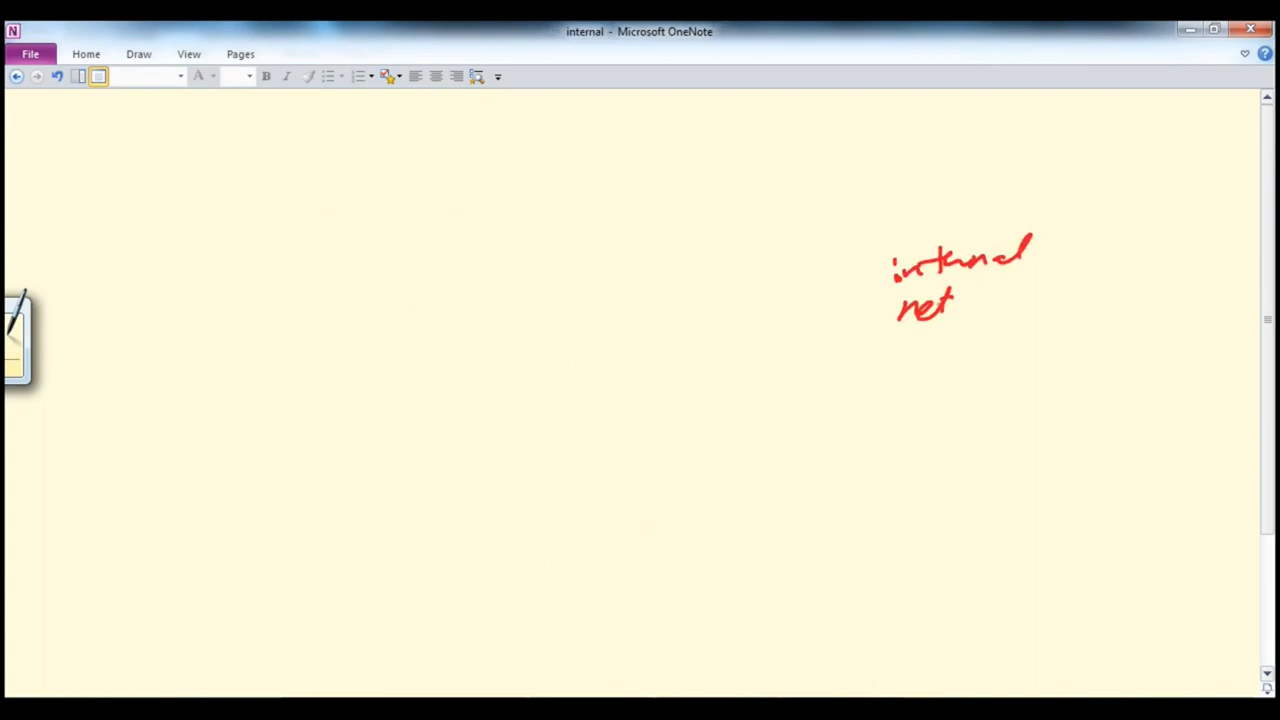 internal - Microsoft OneNote
File Home Draw View Pages
A B I
internal
net